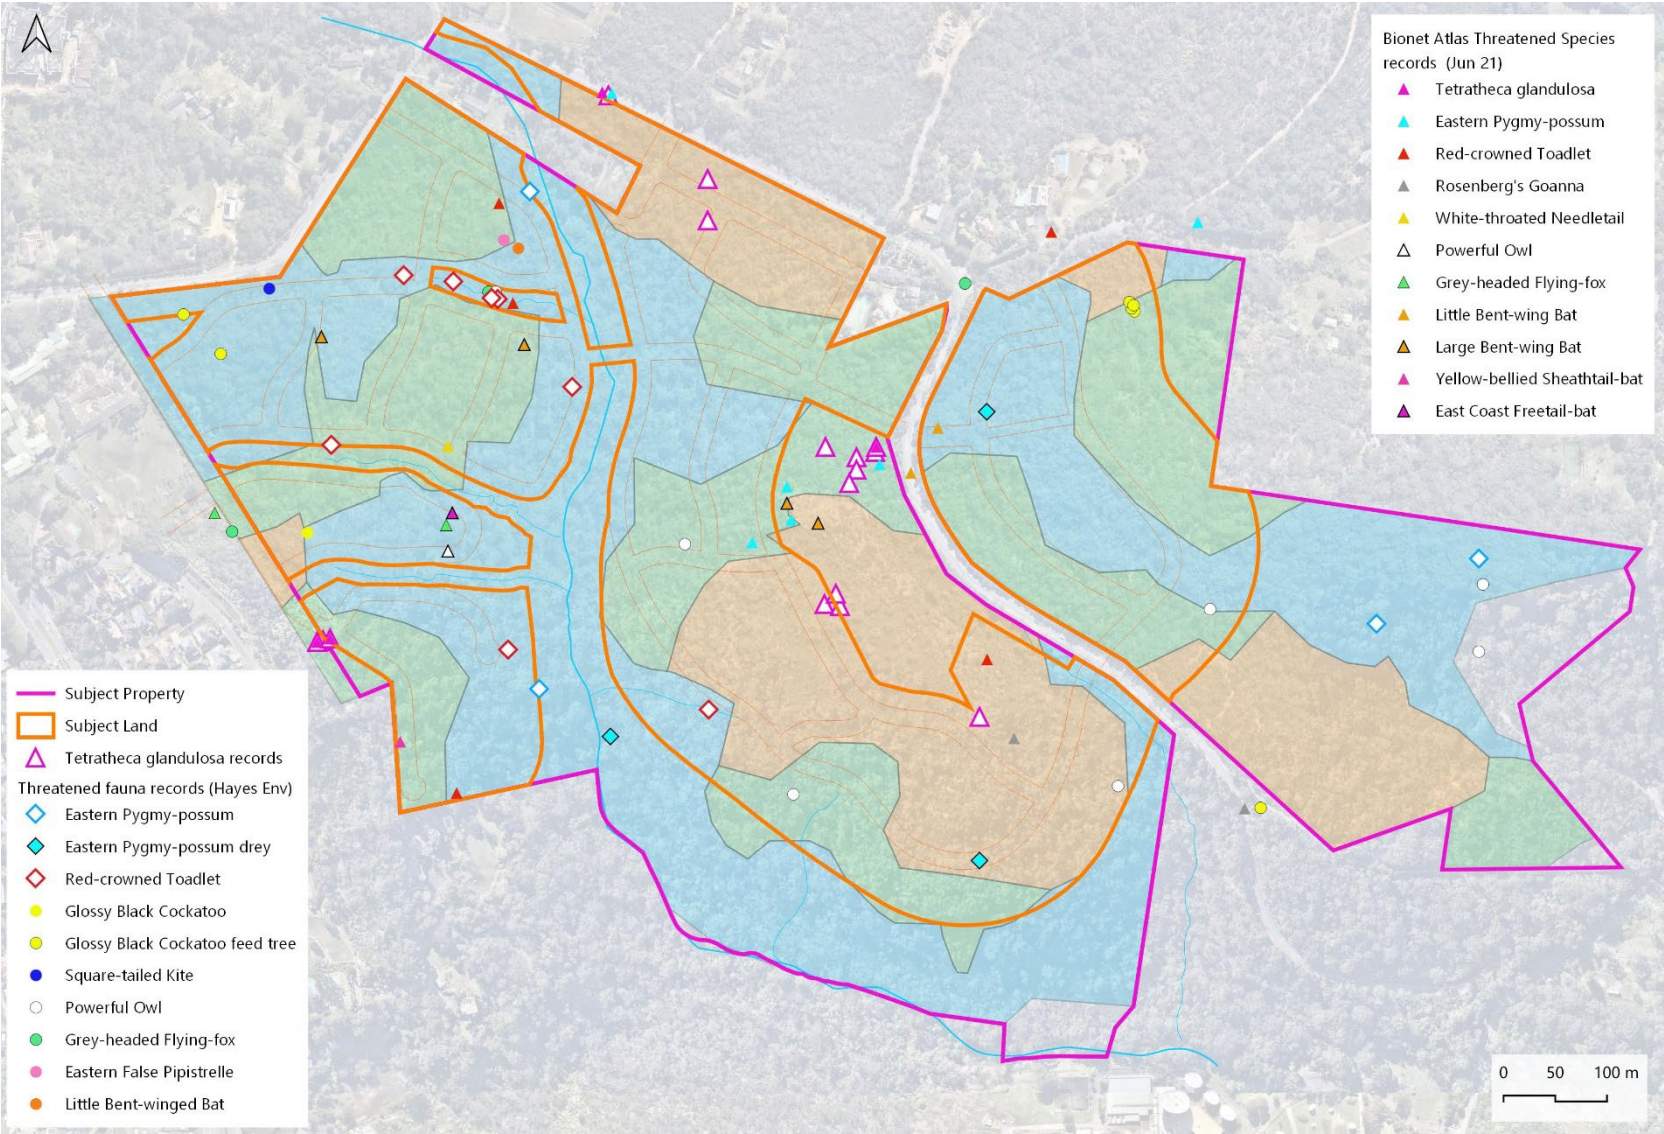 Bionet Atlas Threatened Species
records (Jun 21)
Tetratheca glandulosa
Eastern Pygmy-possum
Red-crowned Toadlet
Rosenberg's Goanna
White-throated Needletail
Powerful Owl
Grey-headed Flying-fox
Little Bent-wing Bat
Large Bent-wing Bat
Yellow-bellied Sheathtail-bat
East Coast Freetail-bat
Subject Property
Subject Land
Tetratheca glandulosa records
Threatened fauna records (Hayes Env)
Eastern Pygmy-possum
Eastern Pygmy-possum drey
Red-crowned Toadlet
Glossy Black Cockatoo
Glossy Black Cockatoo feed tree
Square-tailed Kite
Powerful Owl
Grey-headed Flying-fox
Eastern False Pipistrelle
Little Bent-winged Bat
0 50 100 m